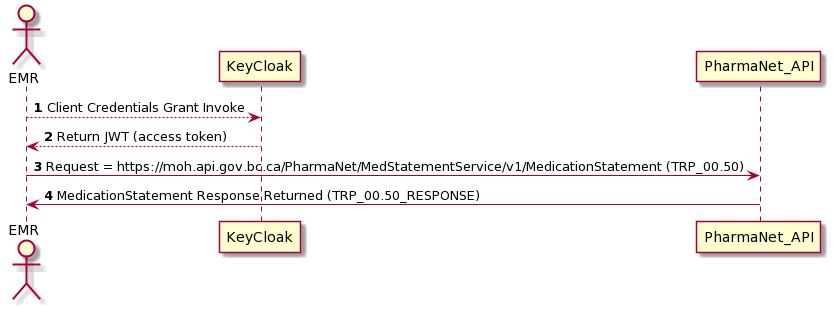 EMR
KeyCloak
PharmaNet_API
1 Client Credentials Grant Invoke
2 Return JWT (access token)
3 Request = https://moh.api.gov.bc.ca/PharmaNet/MedStatementService/v1/MedicationStatement (TRP_00.50)
4 MedicationStatement Response Returned (TRP_00.50_RESPONSE)
EMR
KeyCloak
PharmaNet_API